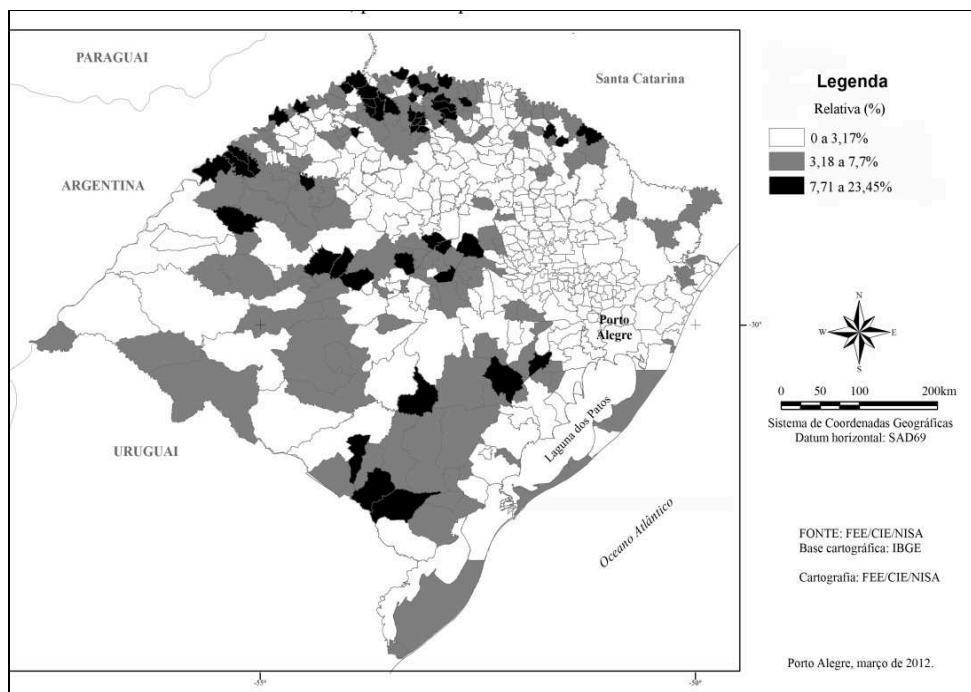 PARAGUAI
Santa Catarina
ARGENTINA
URUGUAI
Porto
Alegre
Laguna dos Patos
Oceano Atlântico
-30°
-55°
-50°
Legenda
Relativa (%)
0 a 3,17%
3,18 a 7,7%
7,71 a 23,45%
N
W
E
S
0 50 100 200km
Sistema de Coordenadas Geográficas
Datum horizontal: SAD69
FONTE: FEE/CIE/NISA
Base cartográfica: IBGE
Cartografia: FEE/CIE/NISA
Porto Alegre, março de 2012.